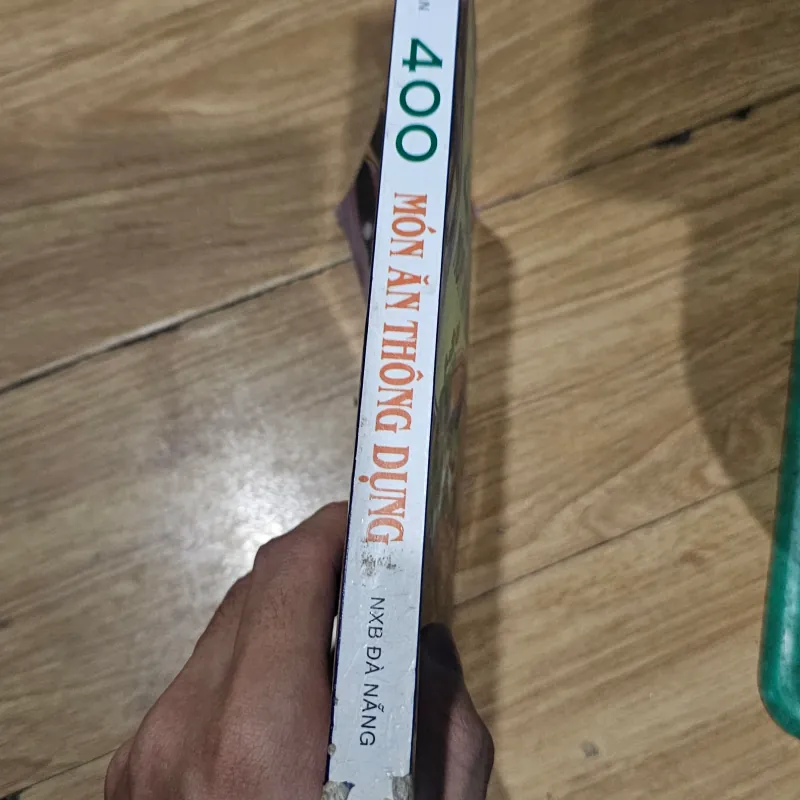 400
MÓN ĂN THÔNG DỤNG
NXB ĐÀ NẴNG